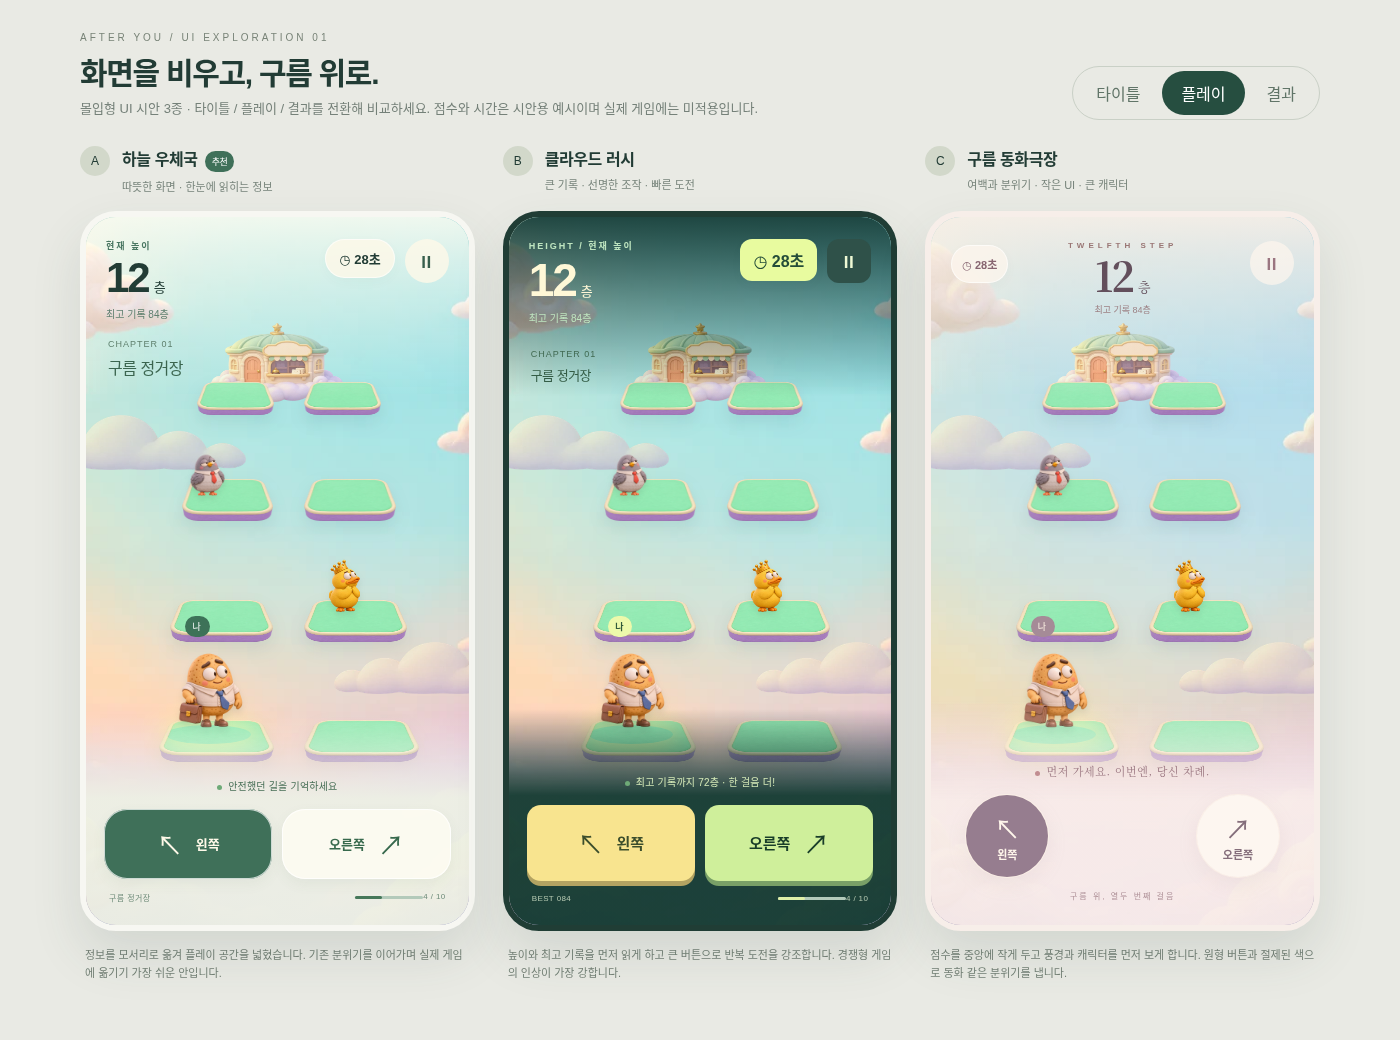 AFTER YOU / UI EXPLORATION 01
화면을 비우고, 구름 위로.
몰입형 UI 시안 3종 · 타이틀 / 플레이 / 결과를 전환해 비교하세요. 점수와 시간은 시안용 예시이며 실제 게임에는 미적용입니다.
타이틀 플레이 결과
A 하늘 우체국 추천
따뜻한 화면 · 한눈에 읽히는 정보
현재 높이
12 층
최고 기록 84층
28초
CHAPTER 01
구름 정거장
나
안전했던 길을 기억하세요
↖ 왼쪽
오른쪽 ↗
구름 정거장
4 / 10
정보를 모서리로 옮겨 플레이 공간을 넓혔습니다. 기존 분위기를 이어가며 실제 게임
에 옮기기 가장 쉬운 안입니다.
B 클라우드 러시
큰 기록 · 선명한 조작 · 빠른 도전
HEIGHT / 현재 높이
12 층
최고 기록 84층
28초
CHAPTER 01
구름 정거장
나
최고 기록까지 72층 · 한 걸음 더!
↖ 왼쪽
오른쪽 ↗
BEST 084
4 / 10
높이와 최고 기록을 먼저 읽게 하고 큰 버튼으로 반복 도전을 강조합니다. 경쟁형 게임
의 인상이 가장 강합니다.
C 구름 동화극장
여백과 분위기 · 작은 UI · 큰 캐릭터
28초
TWELFTH STEP
12 층
최고 기록 84층
나
먼저 가세요. 이번엔, 당신 차례.
↖
왼쪽
↗
오른쪽
구름 위, 열두 번째 걸음
점수를 중앙에 작게 두고 풍경과 캐릭터를 먼저 보게 합니다. 원형 버튼과 절제된 색으
로 동화 같은 분위기를 냅니다.